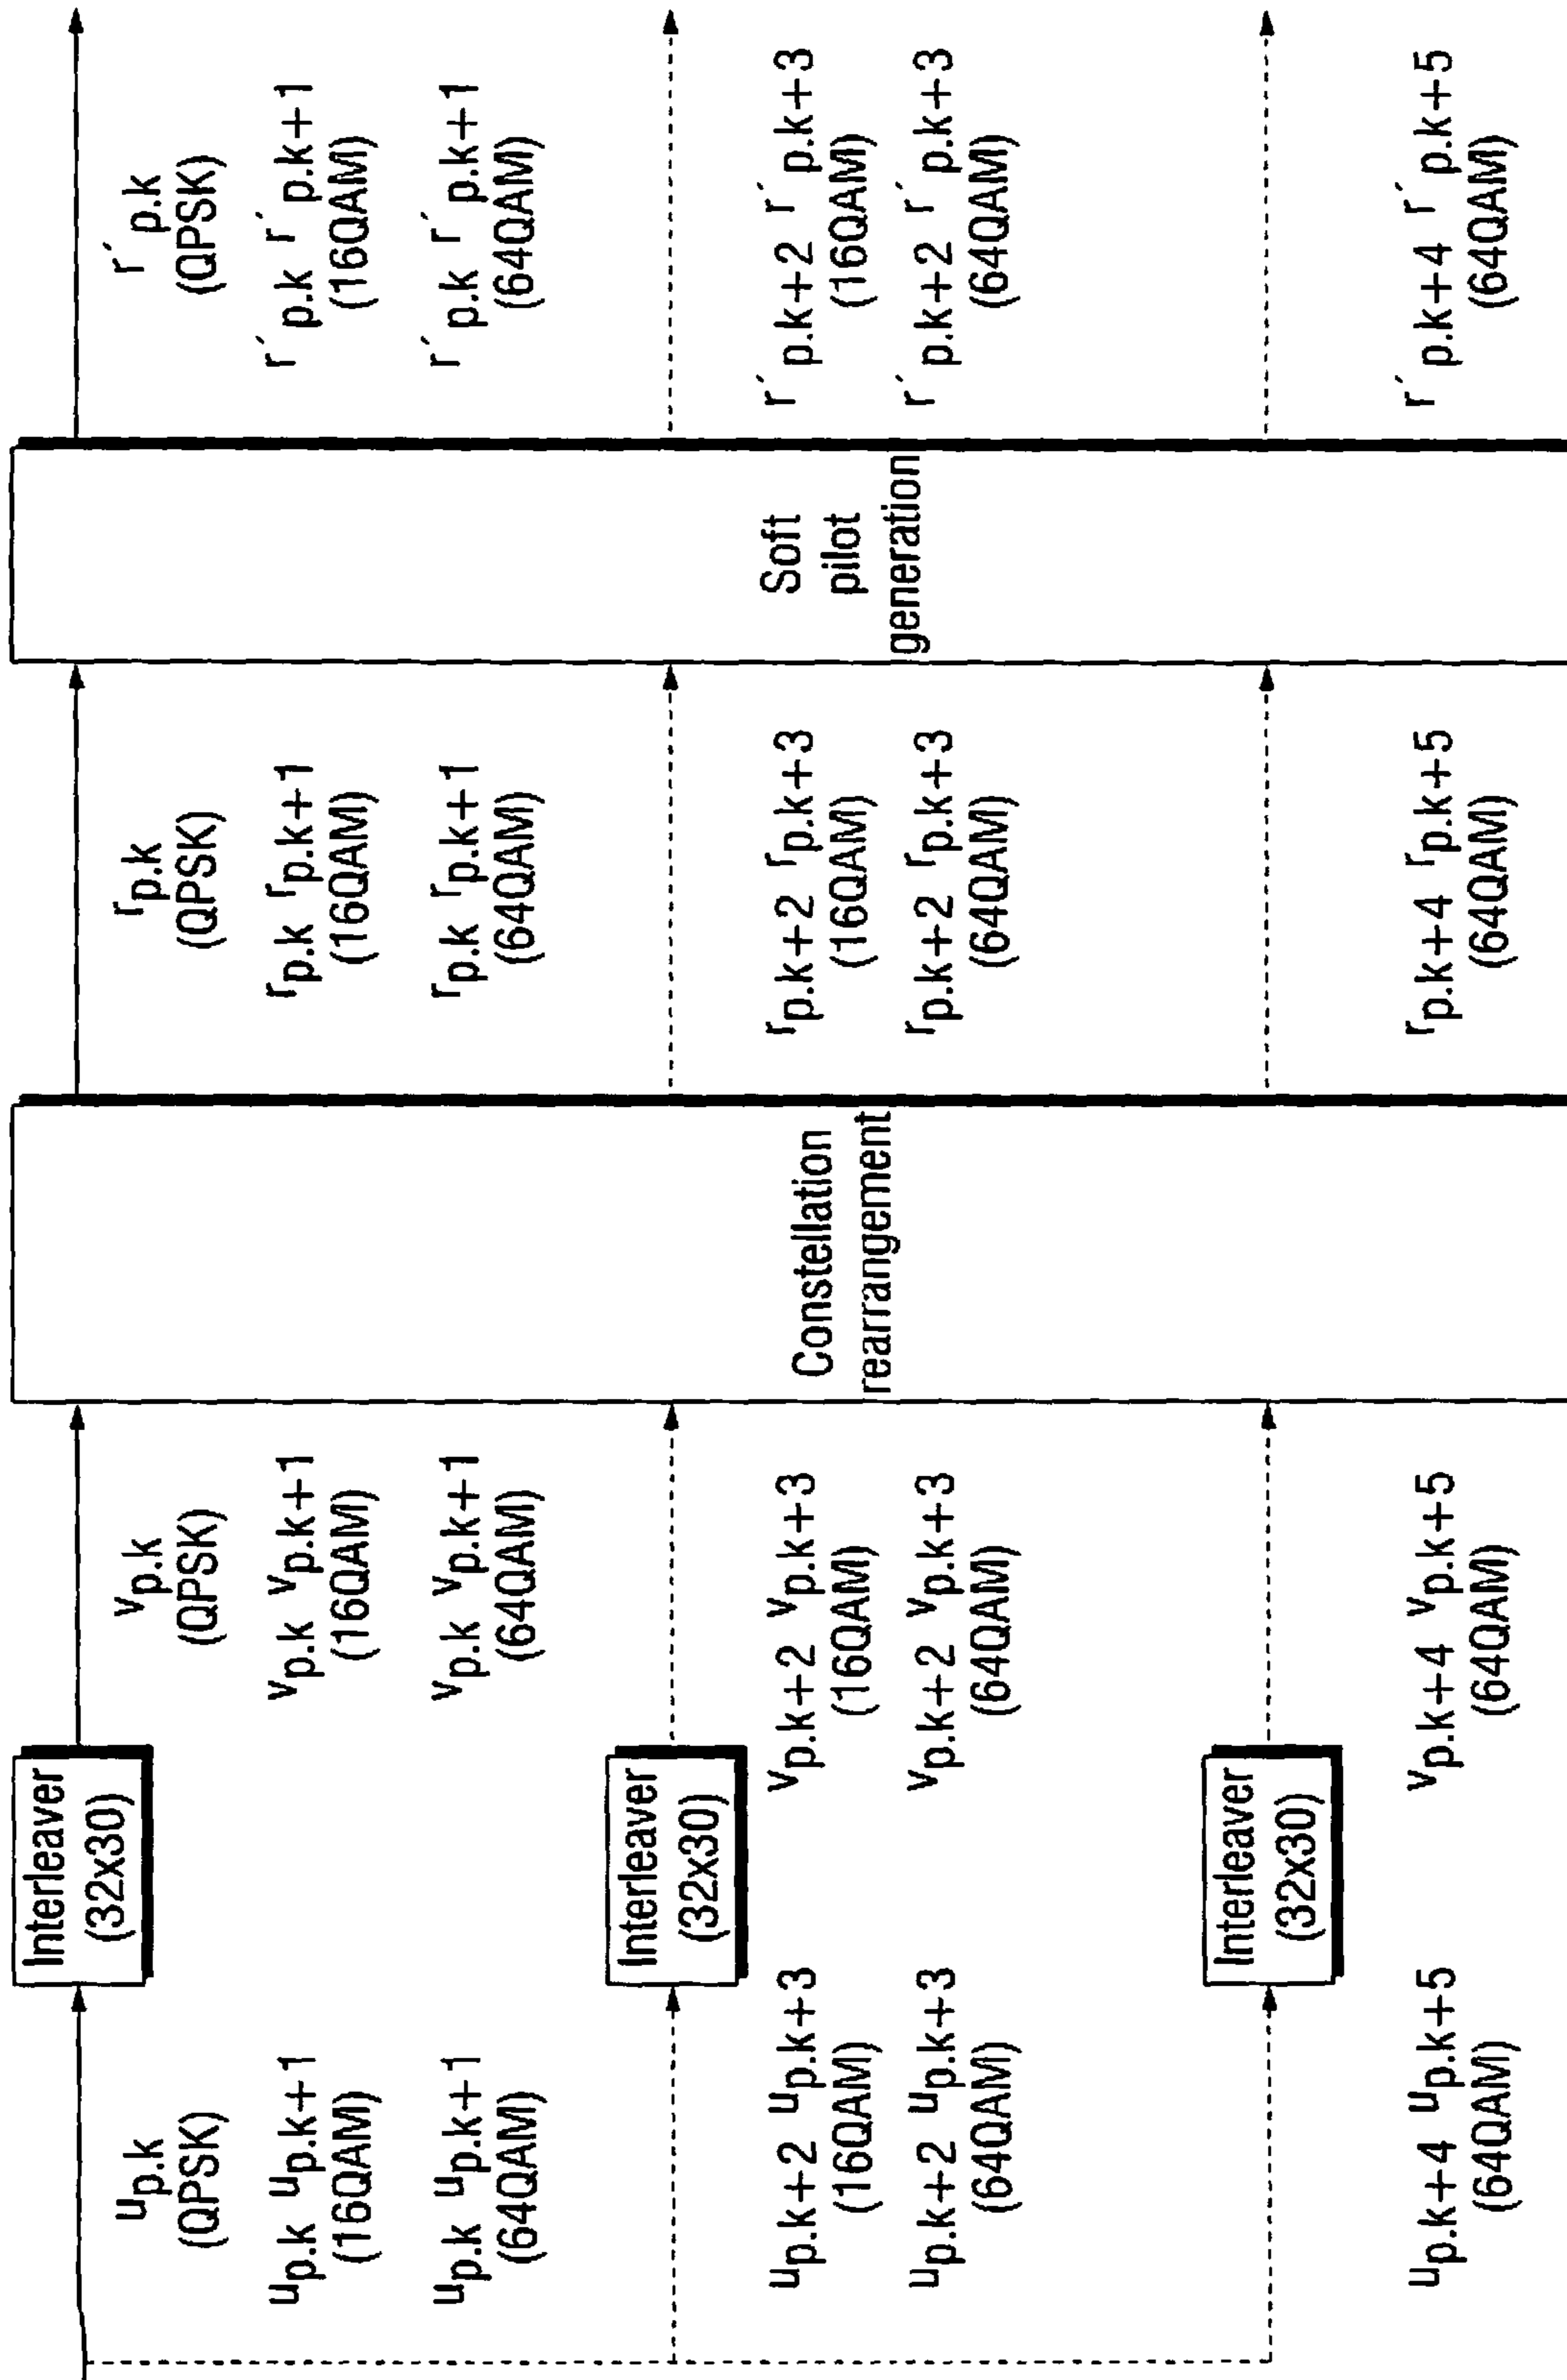 u p.k
(QPSK)
u p.k u p.k+1
(16QAM)
u p.k u p.k+1
(64QAM)
Interleaver
(32x30)
v p.k
(QPSK)
v p.k v p.k+1
(16QAM)
v p.k v p.k+1
(64QAM)
u p.k+2 u p.k+3
(16QAM)
u p.k+2 u p.k+3
(64QAM)
Interleaver
(32x30)
v p.k+2 v p.k+3
(16QAM)
v p.k+2 v p.k+3
(64QAM)
u p.k+4 u p.k+5
(64QAM)
Interleaver
(32x30)
v p.k+4 v p.k+5
(64QAM)
Constellation
rearrangement
r p.k
(QPSK)
r p.k r p.k+1
(16QAM)
r p.k r p.k+1
(64QAM)
r p.k+2 r p.k+3
(16QAM)
r p.k+2 r p.k+3
(64QAM)
r p.k+4 r p.k+5
(64QAM)
Soft
pilot
generation
r´ p.k
(QPSK)
r´ p.k r´ p.k+1
(16QAM)
r´ p.k r´ p.k+1
(64QAM)
r´ p.k+2 r´ p.k+3
(16QAM)
r´ p.k+2 r´ p.k+3
(64QAM)
r´ p.k+4 r´ p.k+5
(64QAM)